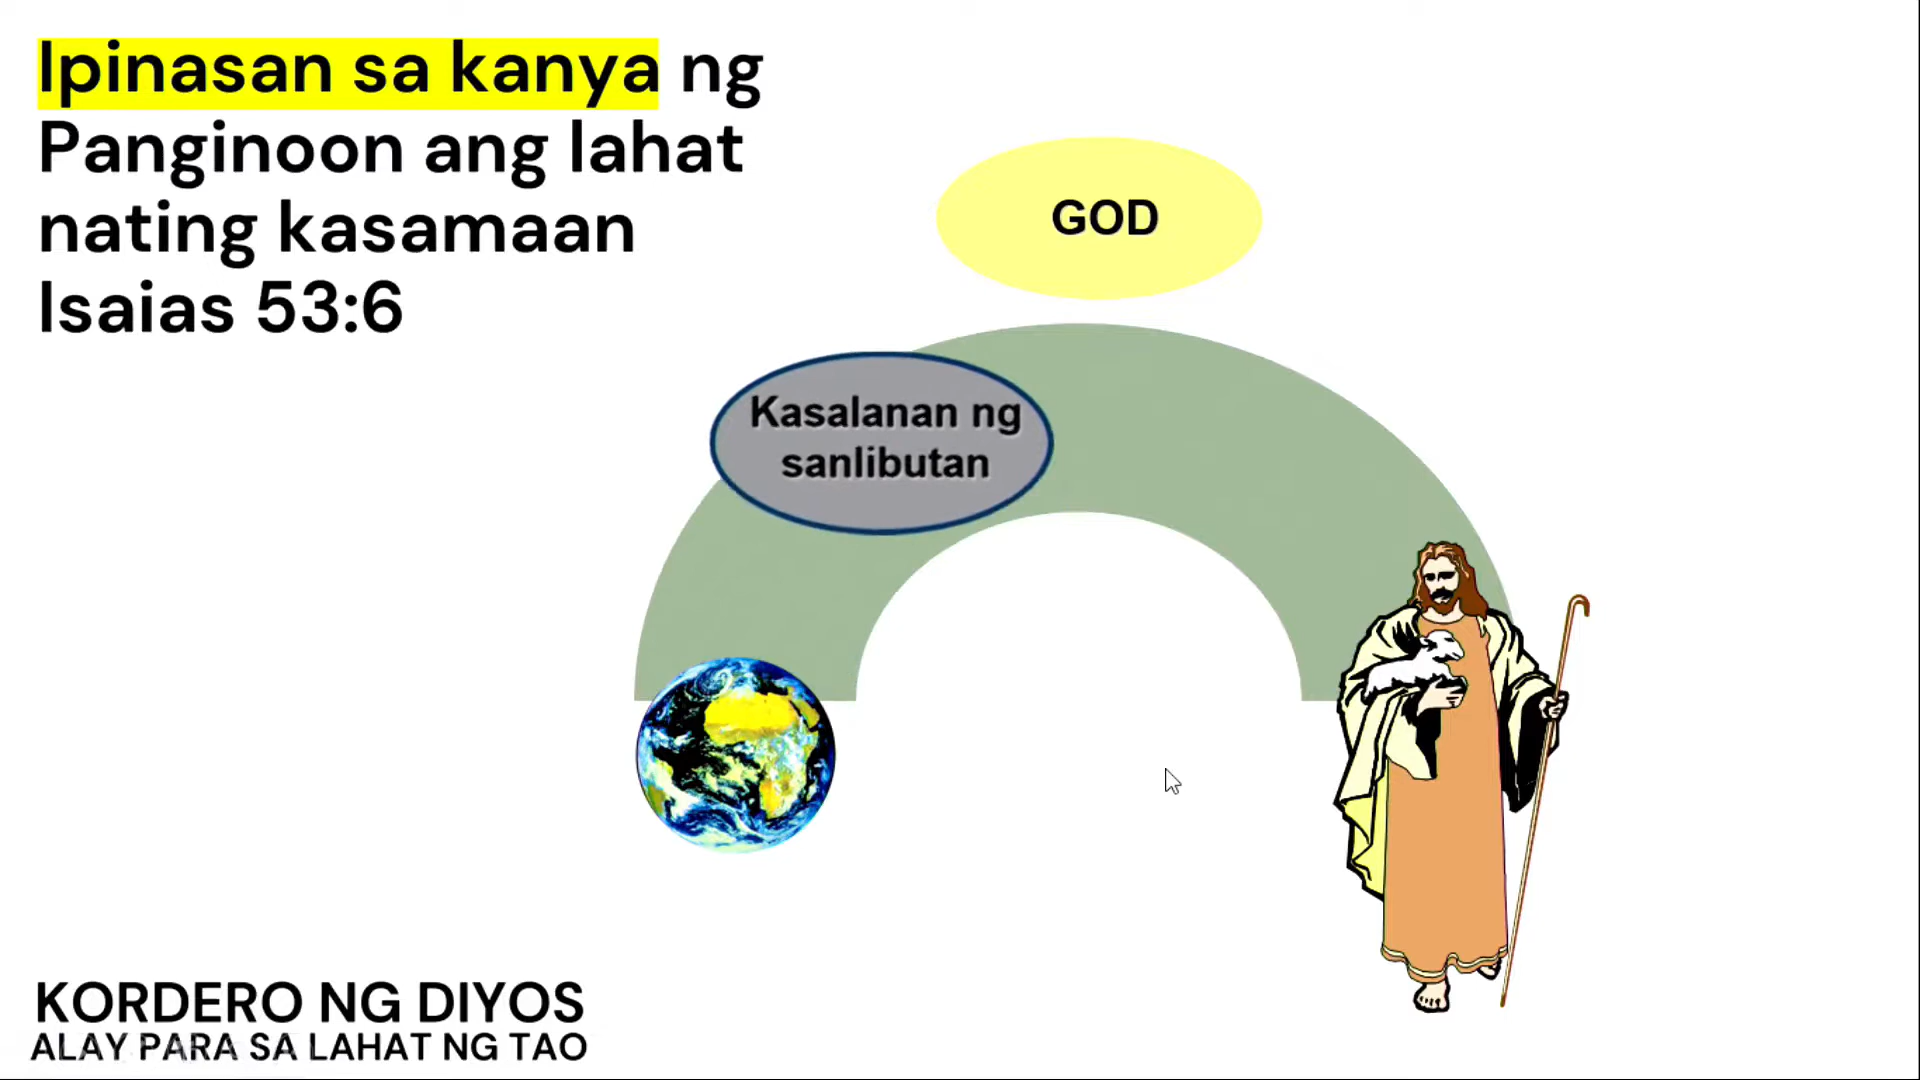 Ipinasan sa kanya ng
Panginoon ang lahat
nating kasamaan
Isaias 53:6
GOD
Kasalanan ng
sanlibutan
KORDERO NG DIYOS
ALAY PARA SA LAHAT NG TAO